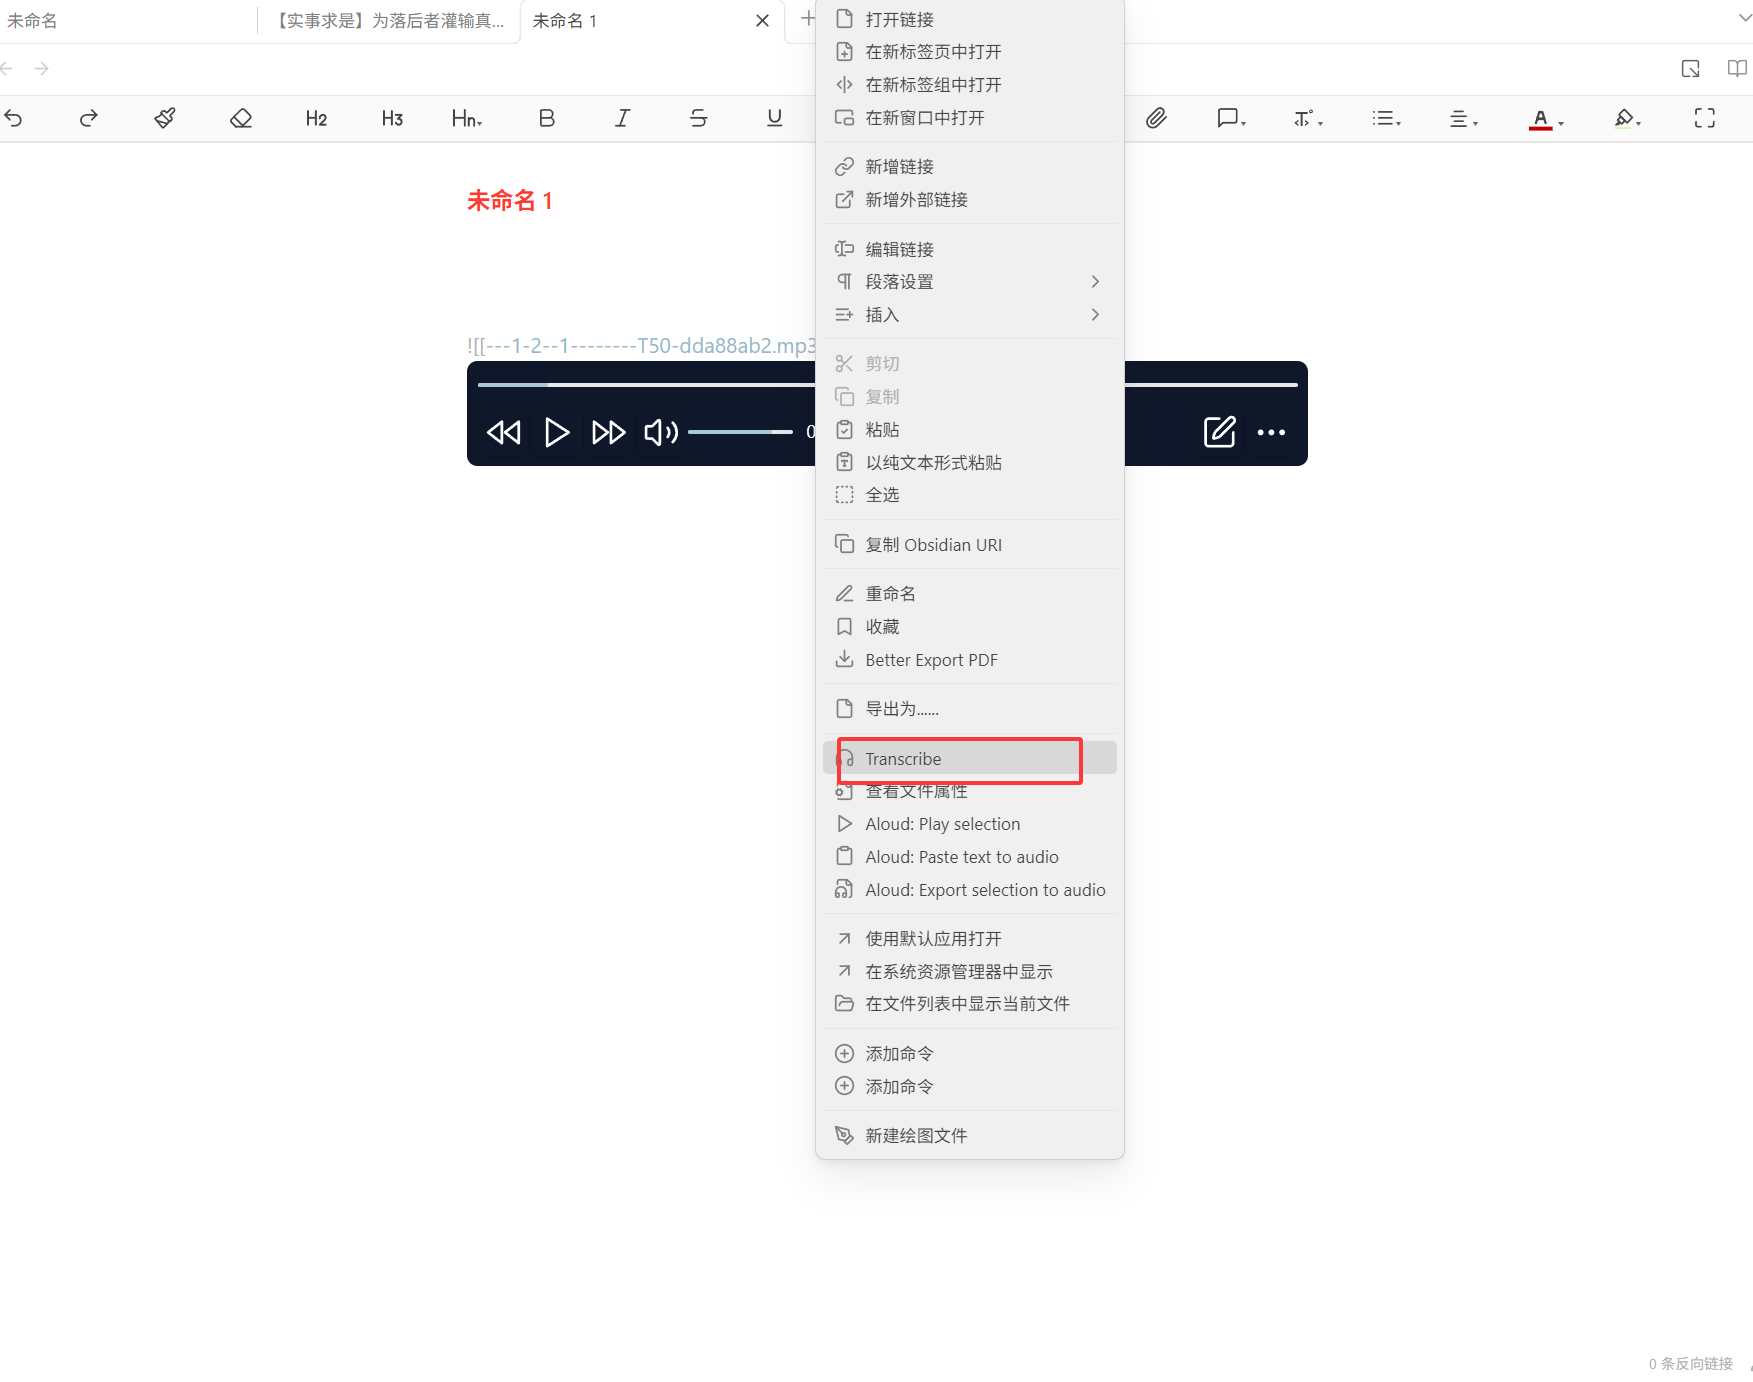 未命名
【实事求是】为落后者灌输真...
未命名 1
H2
H3
Hn
B
I
S
U
T
A
未命名 1
![[---1-2--1--------T50-dda88ab2.mp3
0
打开链接
在新标签页中打开
在新标签组中打开
在新窗口中打开
新增链接
新增外部链接
编辑链接
段落设置
插入
剪切
复制
粘贴
以纯文本形式粘贴
全选
复制 Obsidian URI
重命名
收藏
Better Export PDF
导出为......
Transcribe
查看文件属性
Aloud: Play selection
Aloud: Paste text to audio
Aloud: Export selection to audio
使用默认应用打开
在系统资源管理器中显示
在文件列表中显示当前文件
添加命令
添加命令
新建绘图文件
0 条反向链接